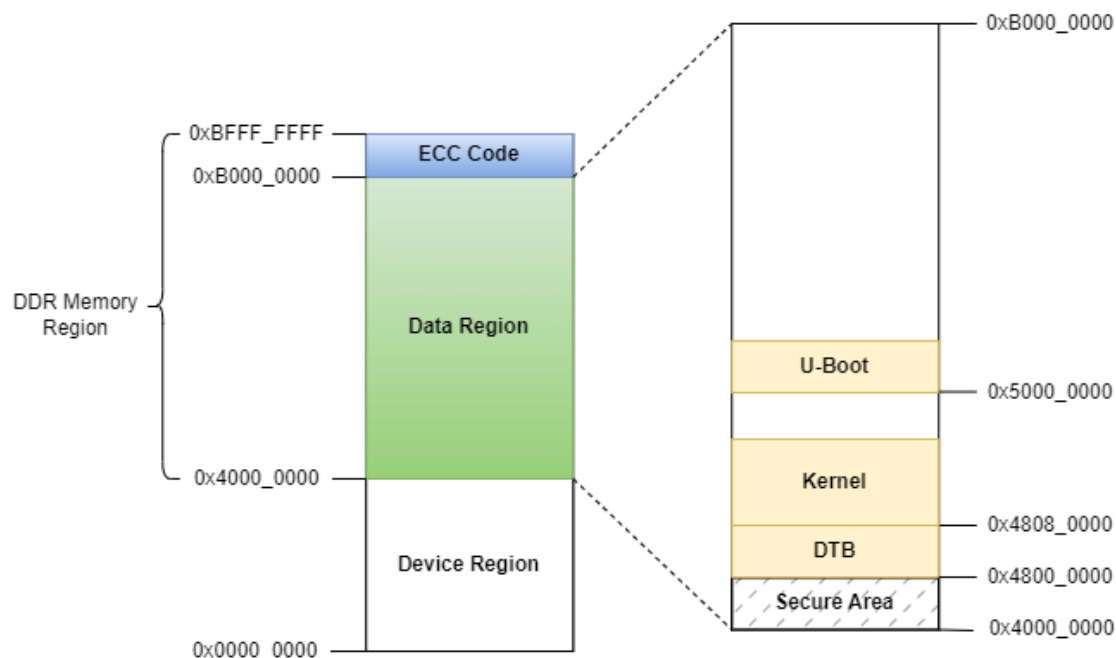 0xB000_0000
0xBFFF_FFFF
ECC Code
0xB000_0000
DDR Memory
Region
Data Region
U-Boot
0x5000_0000
0x4000_0000
Kernel
0x4808_0000
DTB
Device Region
0x4800_0000
Secure Area
0x4000_0000
0x0000_0000